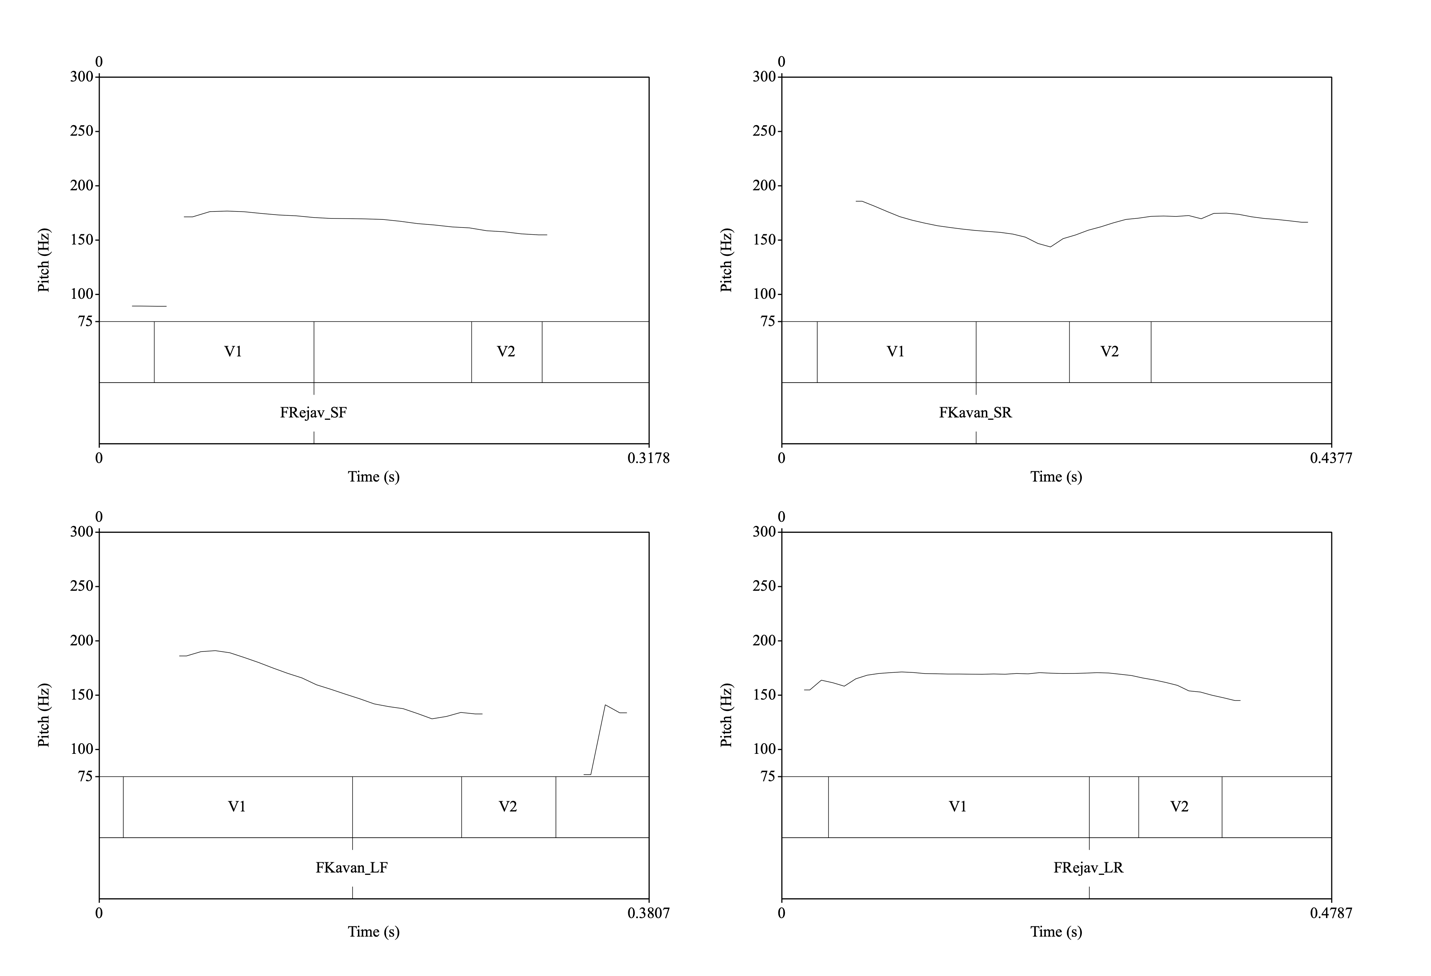 0
300
250
200
150
100
75
Pitch (Hz)
V1
V2
FRejav_SF
0
0.3178
Time (s)
0
300
250
200
150
100
75
Pitch (Hz)
V1
V2
FKavan_SR
0
0.4377
Time (s)
0
300
250
200
150
100
75
Pitch (Hz)
V1
V2
FKavan_LF
0
0.3807
Time (s)
0
300
250
200
150
100
75
Pitch (Hz)
V1
V2
FRejav_LR
0
0.4787
Time (s)